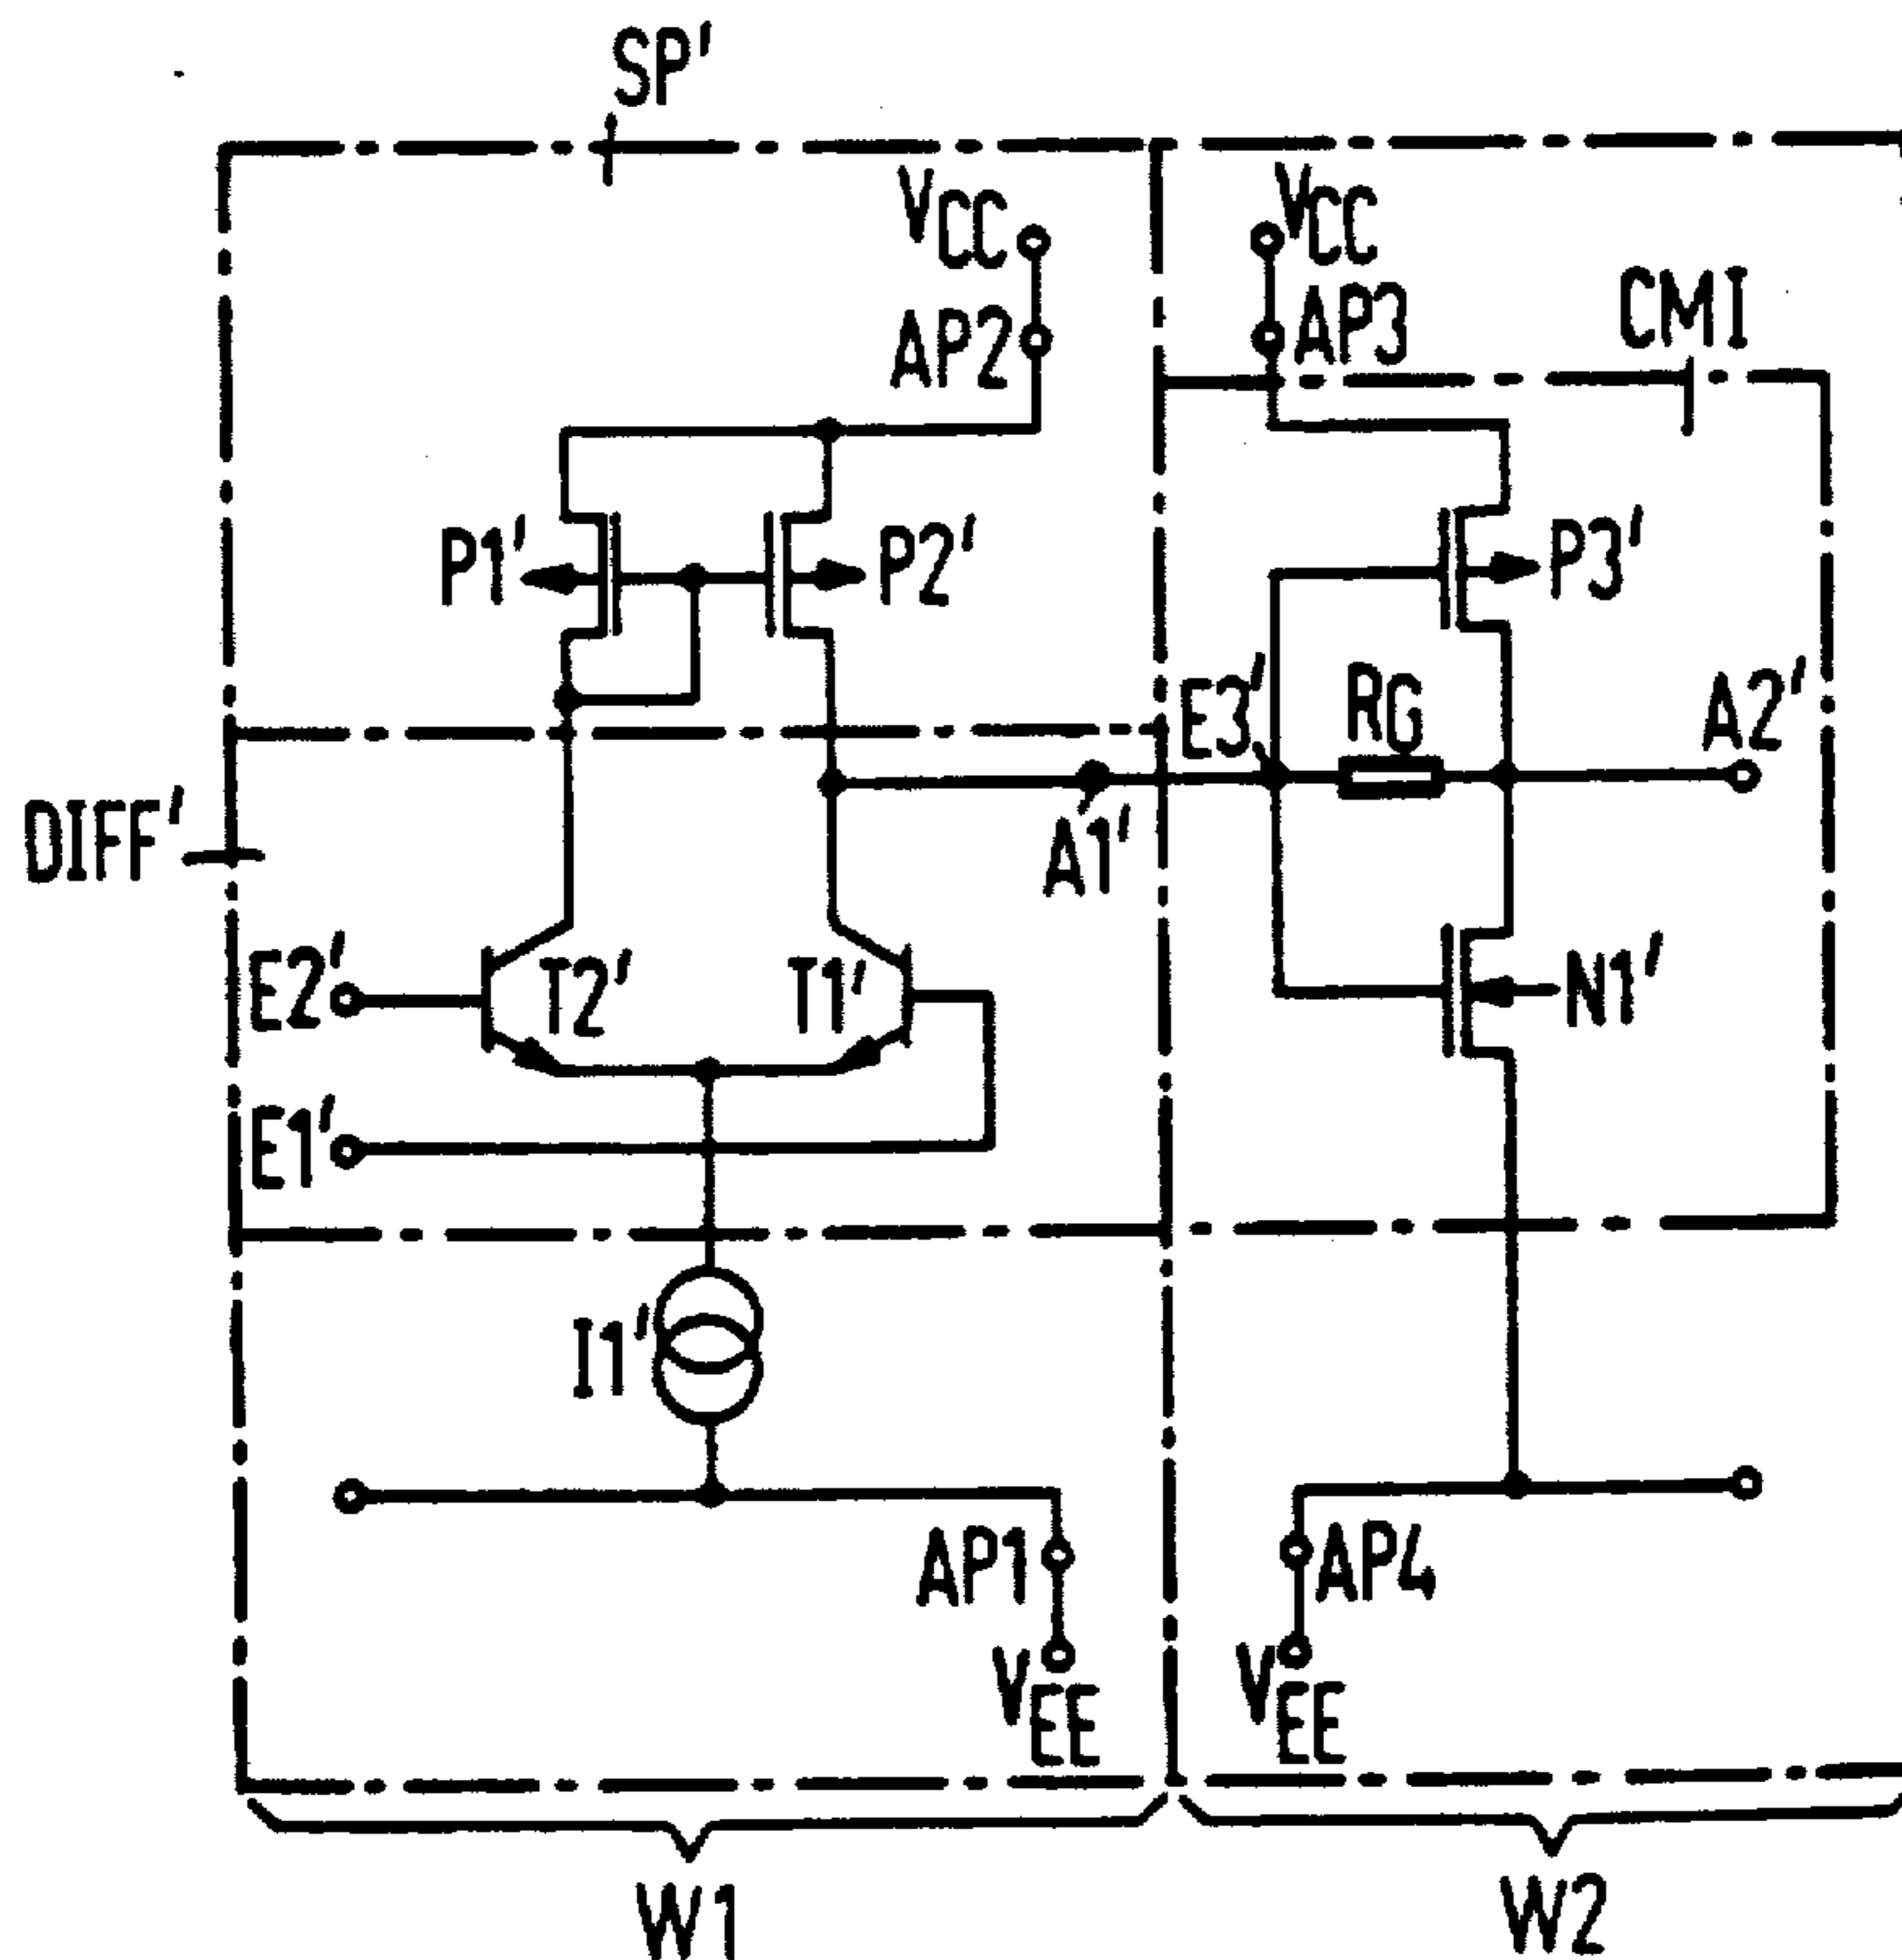 SP'
VCC
VCC
AP2
AP3
CMI
P1'
P2'
P3'
E3'
RG
A2'
DIFF'
A1'
E2'
T2'
T1'
N1'
E1'
I1'
AP1
AP4
VEE
VEE
W1
W2